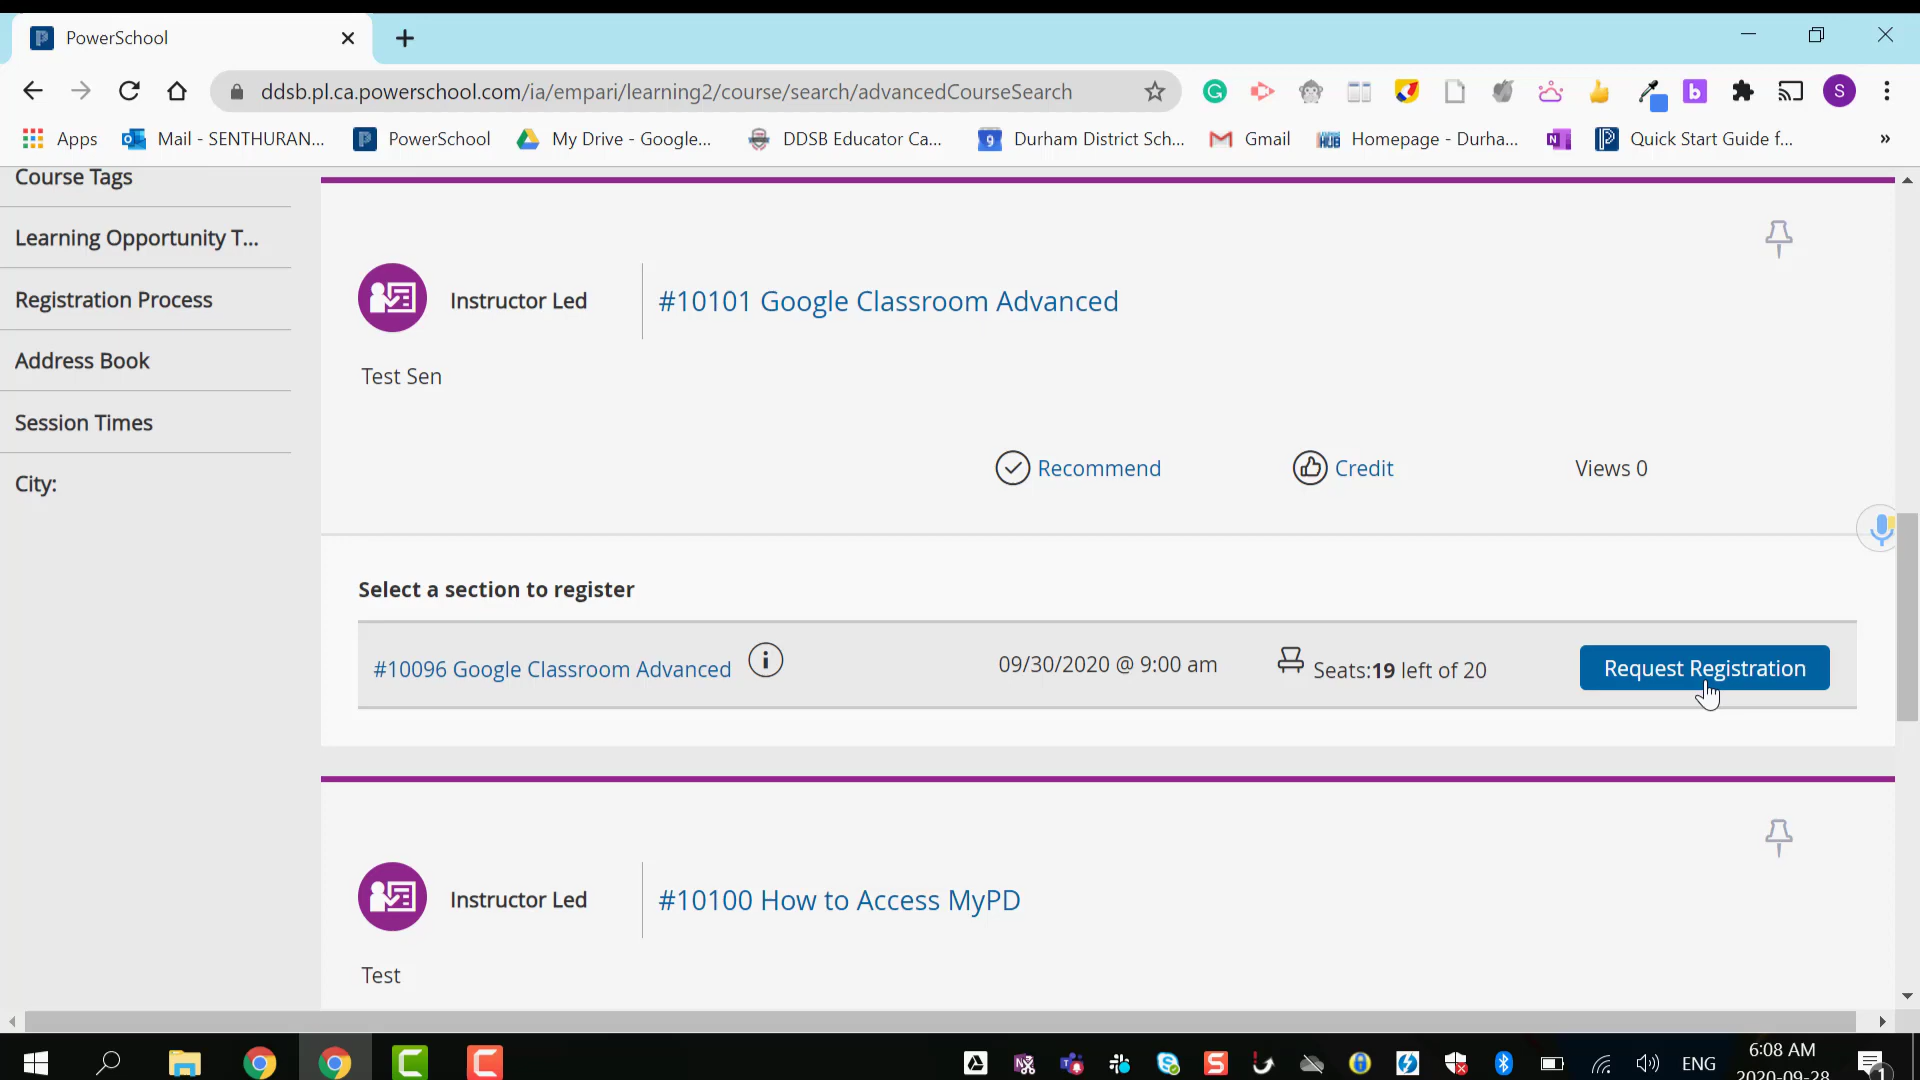 PowerSchool
ddsb.pl.ca.powerschool.com/ia/empari/learning2/course/search/advancedCourseSearch
S
Apps
Mail - SENTHURAN...
PowerSchool
My Drive - Google...
DDSB Educator Ca...
Durham District Sch...
Gmail
Homepage - Durha...
Quick Start Guide f...
»
Course Tags
Learning Opportunity T...
Registration Process
Address Book
Session Times
City:
Instructor Led
#10101 Google Classroom Advanced
Test Sen
Recommend
Credit
Views 0
Select a section to register
#10096 Google Classroom Advanced
09/30/2020 @ 9:00 am
Seats:19 left of 20
Request Registration
Instructor Led
#10100 How to Access MyPD
Test
ENG
6:08 AM
2020-09-28
1